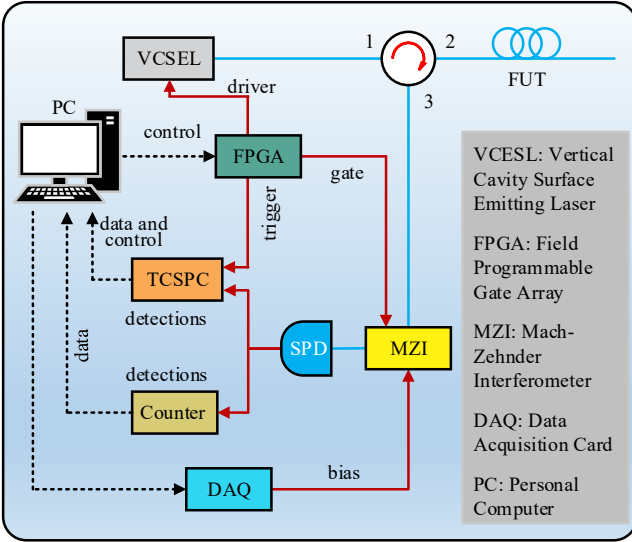 VCSEL
1
2
3
FUT
driver
PC
control
FPGA
gate
trigger
data and
control
TCSPC
detections
SPD
MZI
data
detections
Counter
DAQ
bias
VCESL: Vertical
Cavity Surface
Emitting Laser
FPGA: Field
Programmable
Gate Array
MZI: Mach-
Zehnder
Interferometer
DAQ: Data
Acquisition Card
PC: Personal
Computer